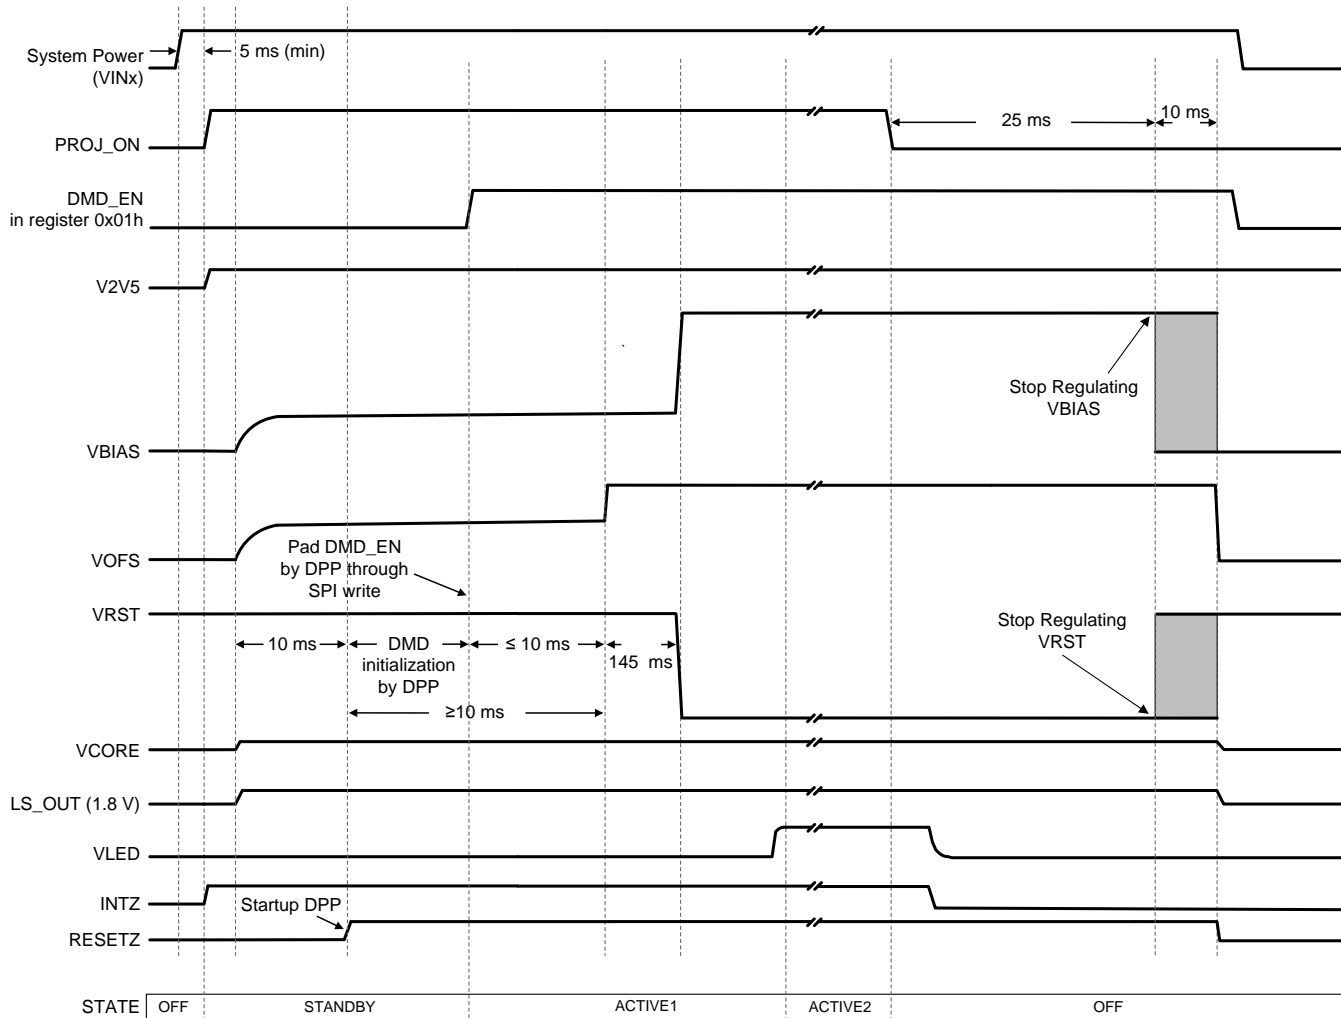 System Power
(VINx)
5 ms (min)
PROJ_ON
25 ms
10 ms
DMD_EN
in register 0x01h
V2V5
Stop Regulating
VBIAS
VBIAS
VOFS
Pad DMD_EN
by DPP through
SPI write
VRST
Stop Regulating
VRST
10 ms
DMD
initialization
by DPP
≤ 10 ms
145 ms
≥10 ms
VCORE
LS_OUT (1.8 V)
VLED
INTZ
Startup DPP
RESETZ
STATE OFF STANDBY ACTIVE1 ACTIVE2 OFF